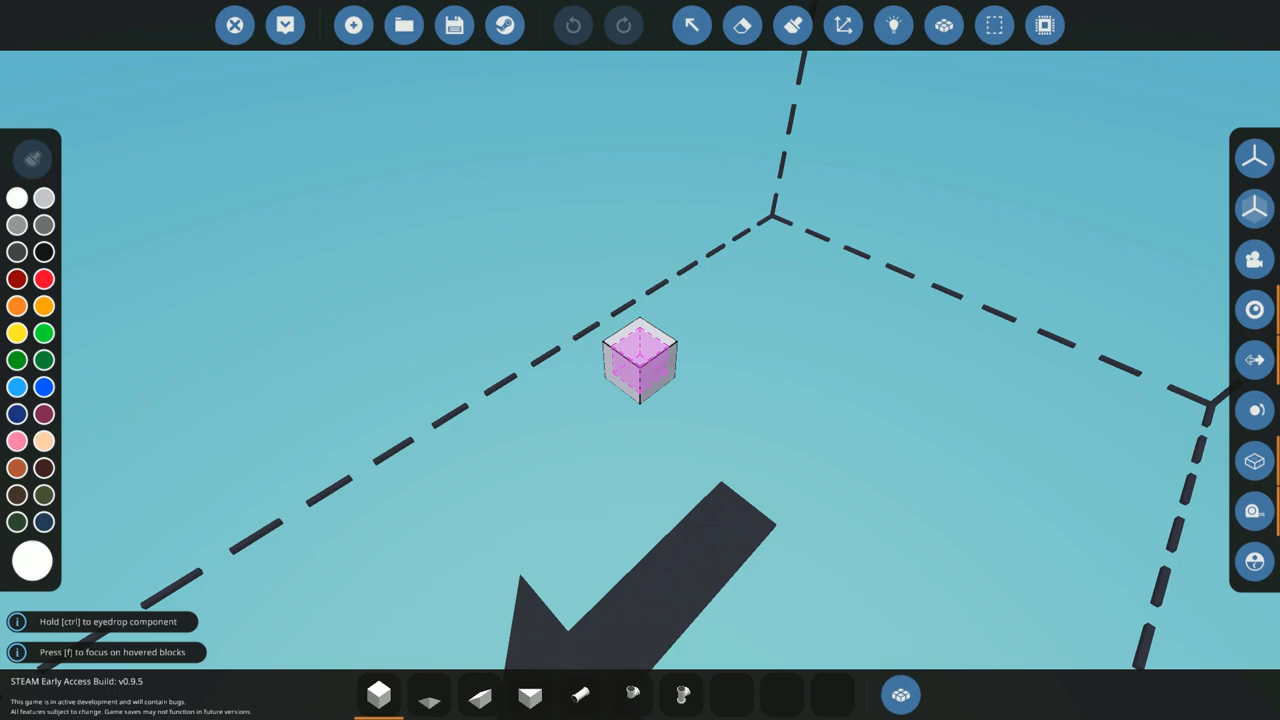 Hold [ctrl] to eyedrop component
Press [f] to focus on hovered blocks
STEAM Early Access Build: v0.9.5
This game is in active development and will contain bugs.
All features subject to change. Game saves may not function in future versions.